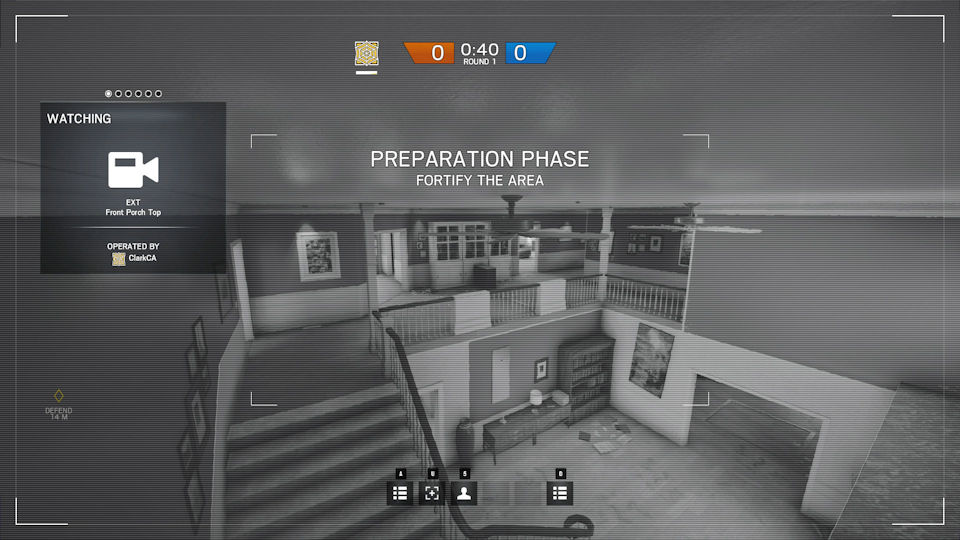 0
0:40
ROUND 1
0
WATCHING
EXT
Front Porch Top
OPERATED BY
ClarkCA
PREPARATION PHASE
FORTIFY THE AREA
DEFEND
14 M
A
S